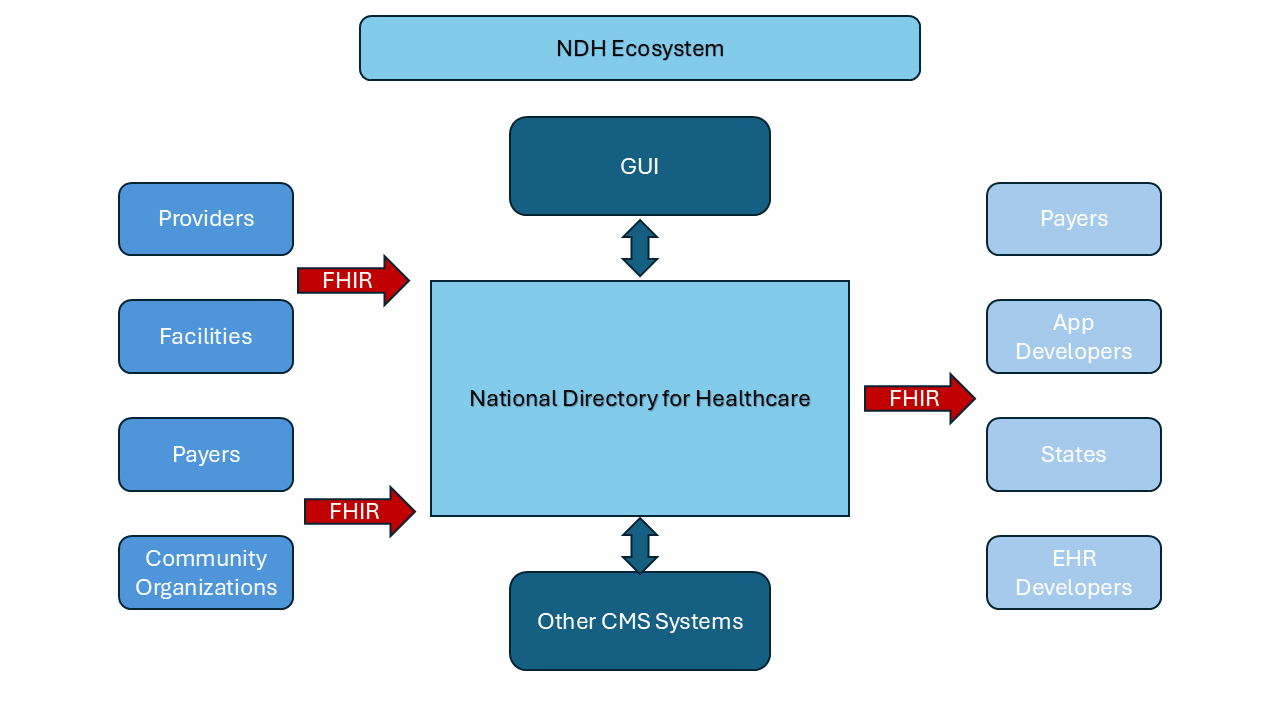 NDH Ecosystem
GUI
Providers
Facilities
Payers
Community
Organizations
FHIR
FHIR
National Directory for Healthcare
Other CMS Systems
FHIR
Payers
App
Developers
States
EHR
Developers